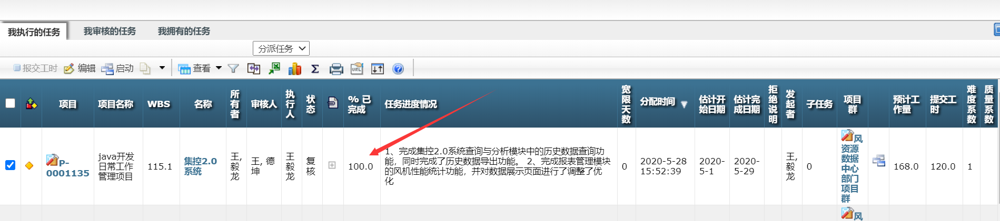 我执行的任务 我审核的任务 我拥有的任务
分派任务
报交工时 编辑 启动 查看 URL
项目 项目名称 WBS 名称 所有者 审核人 执行人 状态 % 已完成 任务进度情况 宽限天数 分配时间 估计开始日期 估计完成日期 拒绝说明 发起者 子任务 项目群 预计工作量 提交工时 难度系数 质量系数
P-0001135
java开发
日常工作
管理项目
115.1
集控2.0
系统
王,
毅
龙
王, 德
坤
王
毅
龙
复
核
100.0
1、完成集控2.0系统查询与分析模块中的历史数据查询功
能，同时完成了历史数据导出功能。 2、完成报表管理模块
的风机性能统计功能，并对数据展示页面进行了调整了优
化
0
2020-5-28
15:52:39
2020-
5-1
2020-
5-29
王,
毅
龙
0
风
资源
数据
中心
部门
项目
群
168.0
120.0
1
风